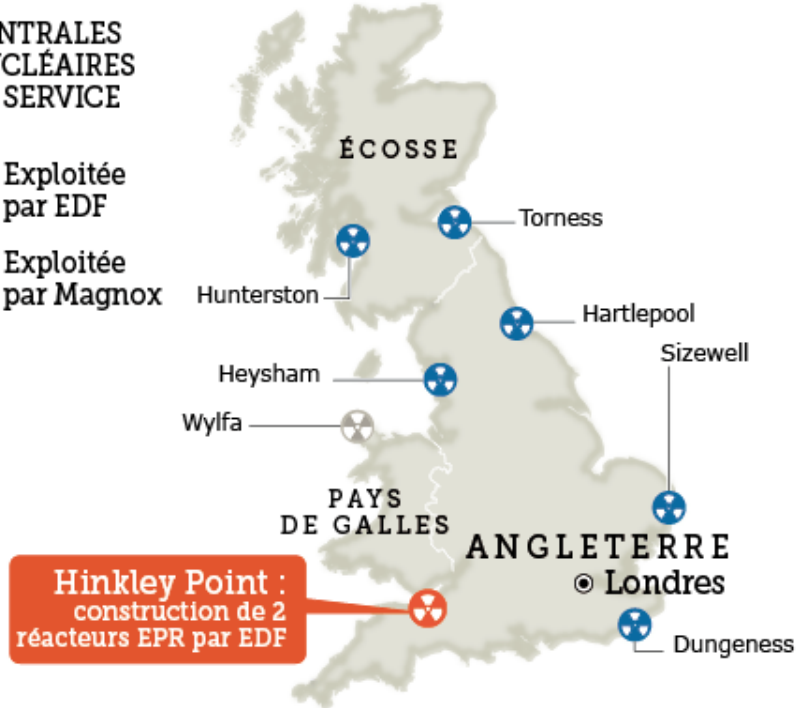 NTRALES
CLÉAIRES
SERVICE
Exploitée
par EDF
Exploitée
par Magnox
ÉCOSSE
Torness
Hunterston
Hartlepool
Sizewell
Heysham
Wylfa
PAYS
DE GALLES
ANGLETERRE
Londres
Hinkley Point :
construction de 2
réacteurs EPR par EDF
Dungeness